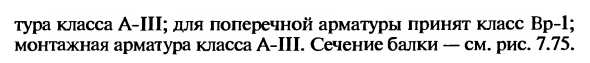 тура класса А-III; для поперечной арматуры принят класс Вр-1;
монтажная арматура класса А-III. Сечение балки — см. рис. 7.75.